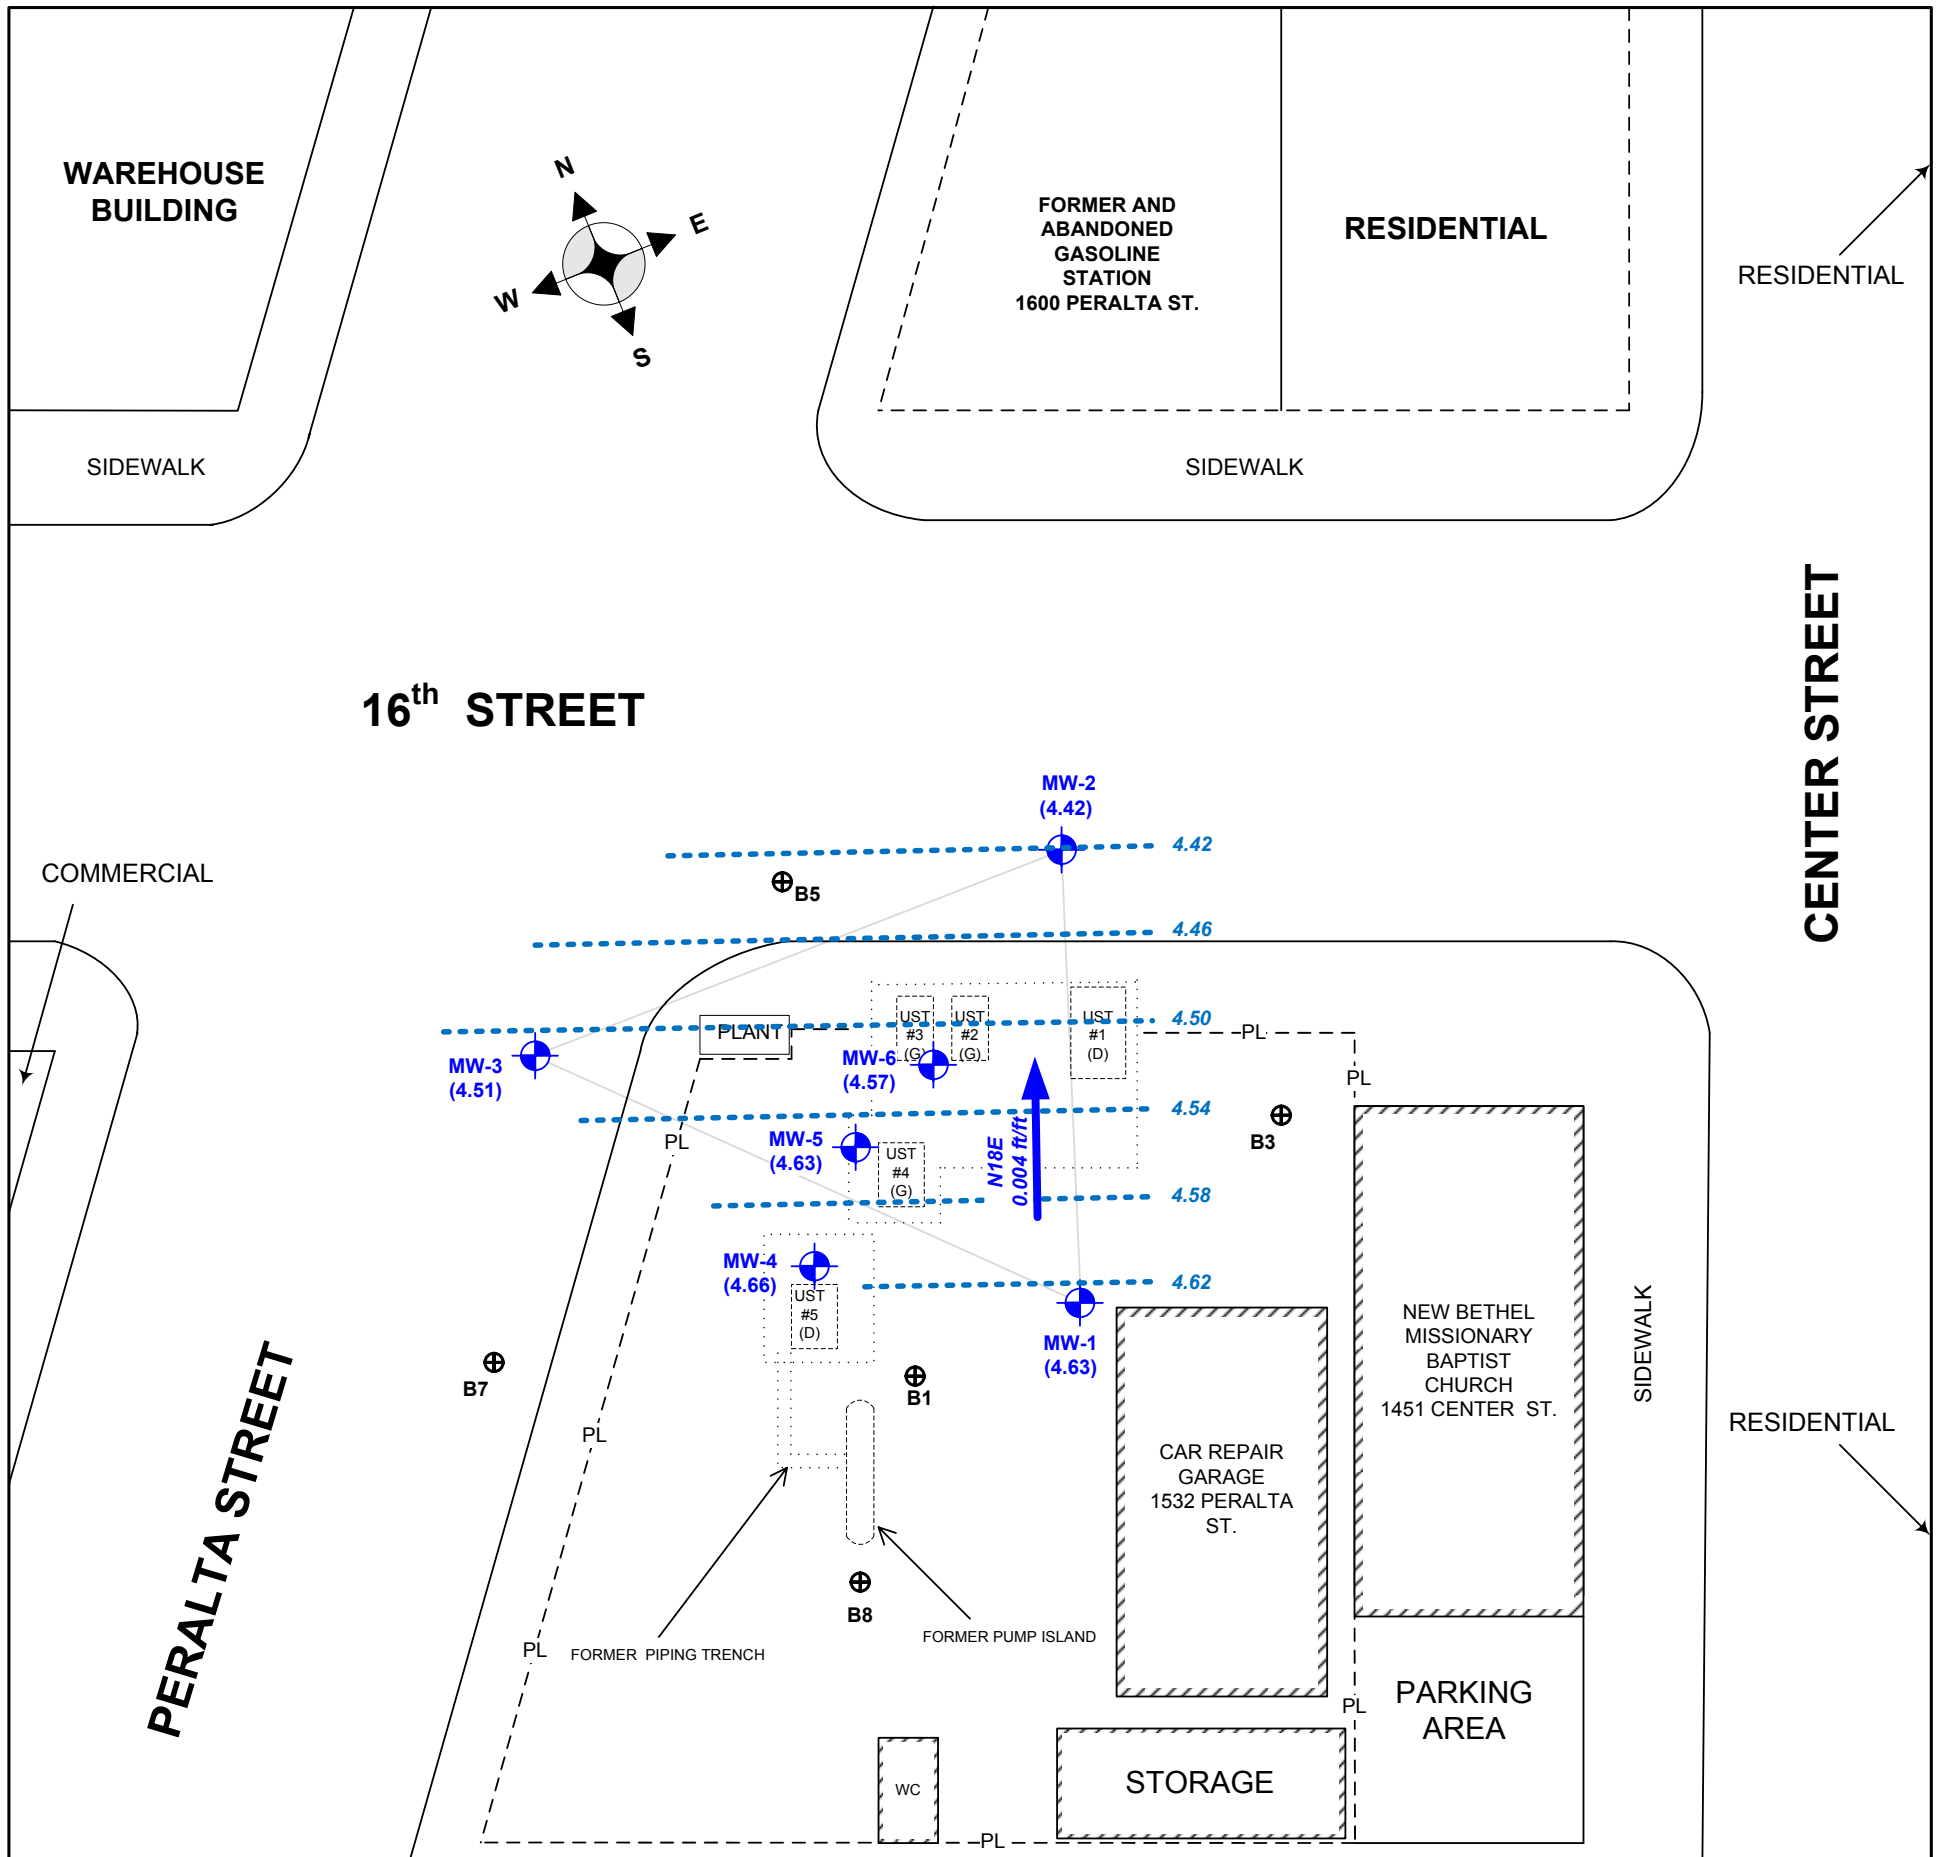 WAREHOUSE
BUILDING
N
E
W
S
FORMER AND
ABANDONED
GASOLINE
STATION
1600 PERALTA ST.
RESIDENTIAL
RESIDENTIAL
SIDEWALK
SIDEWALK
16th STREET
CENTER STREET
MW-2
(4.42)
4.42
COMMERCIAL
B5
4.46
4.50
PLANT
UST
#3
(G)
UST
#2
(G)
UST
#1
(D)
PL
MW-3
(4.51)
MW-6
(4.57)
PL
4.54
B3
PL
MW-5
(4.63)
UST
#4
(G)
N18E
0.004 ft/ft
4.58
MW-4
(4.66)
4.62
UST
#5
(D)
MW-1
(4.63)
NEW BETHEL
MISSIONARY
BAPTIST
CHURCH
1451 CENTER ST.
SIDEWALK
B7
B1
PL
RESIDENTIAL
PERALTA STREET
CAR REPAIR
GARAGE
1532 PERALTA
ST.
B8
FORMER PUMP ISLAND
PL
FORMER PIPING TRENCH
PL
PARKING
AREA
WC
STORAGE
PL